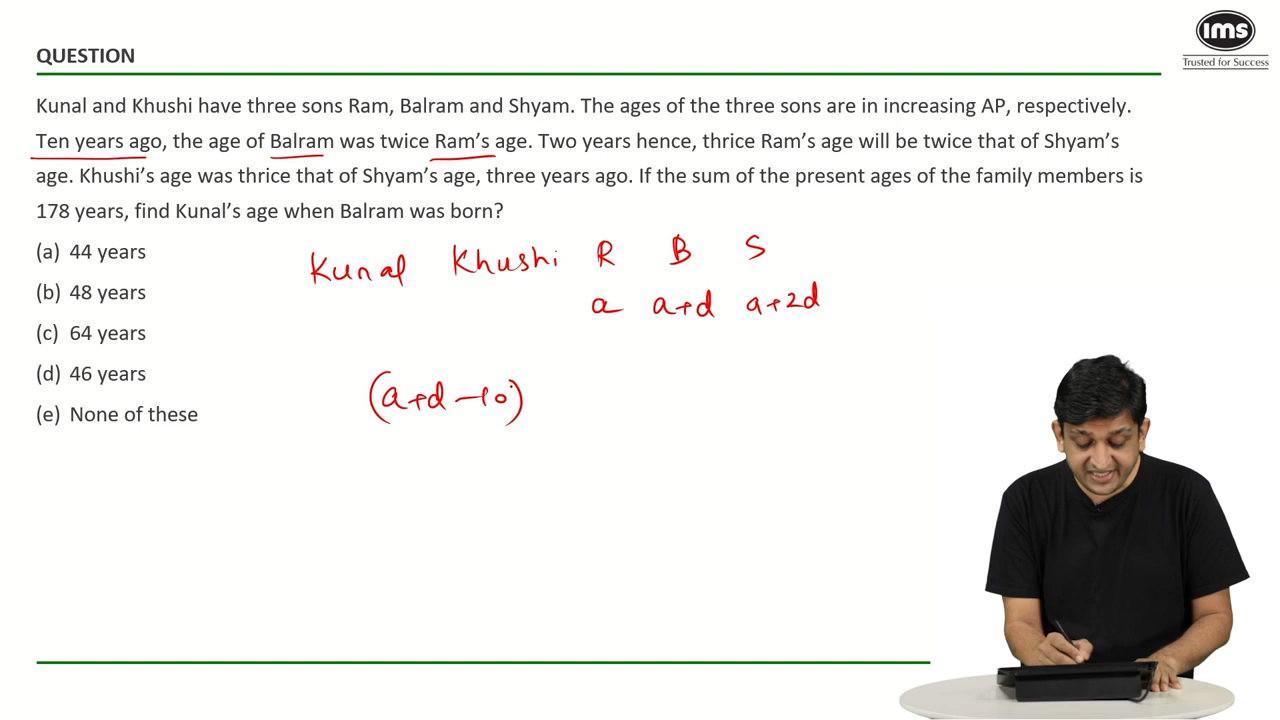 ims
Trusted for Success
QUESTION
Kunal and Khushi have three sons Ram, Balram and Shyam. The ages of the three sons are in increasing AP, respectively.
Ten years ago, the age of Balram was twice Ram's age. Two years hence, thrice Ram's age will be twice that of Shyam's
age. Khushi's age was thrice that of Shyam's age, three years ago. If the sum of the present ages of the family members is
178 years, find Kunal's age when Balram was born?
(a) 44 years
(b) 48 years
(c) 64 years
(d) 46 years
(e) None of these
Kunal Khushi R B S
a a+d a+2d
(a+d-10)